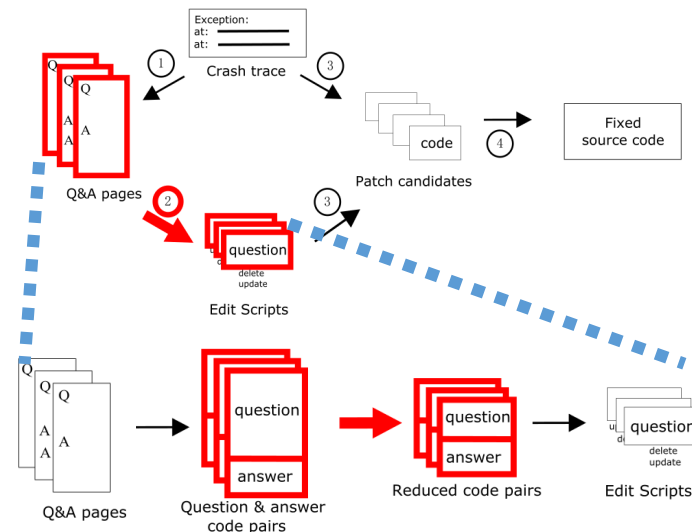 Exception:
at:
at:
Crash trace
1
3
Q
Q
Q
A
A
A
Q&A pages
code
Patch candidates
4
Fixed
source code
2
3
question
delete
update
Edit Scripts
Q
Q
Q
A
A
A
Q&A pages
question
answer
Question & answer
code pairs
question
answer
Reduced code pairs
question
delete
update
Edit Scripts